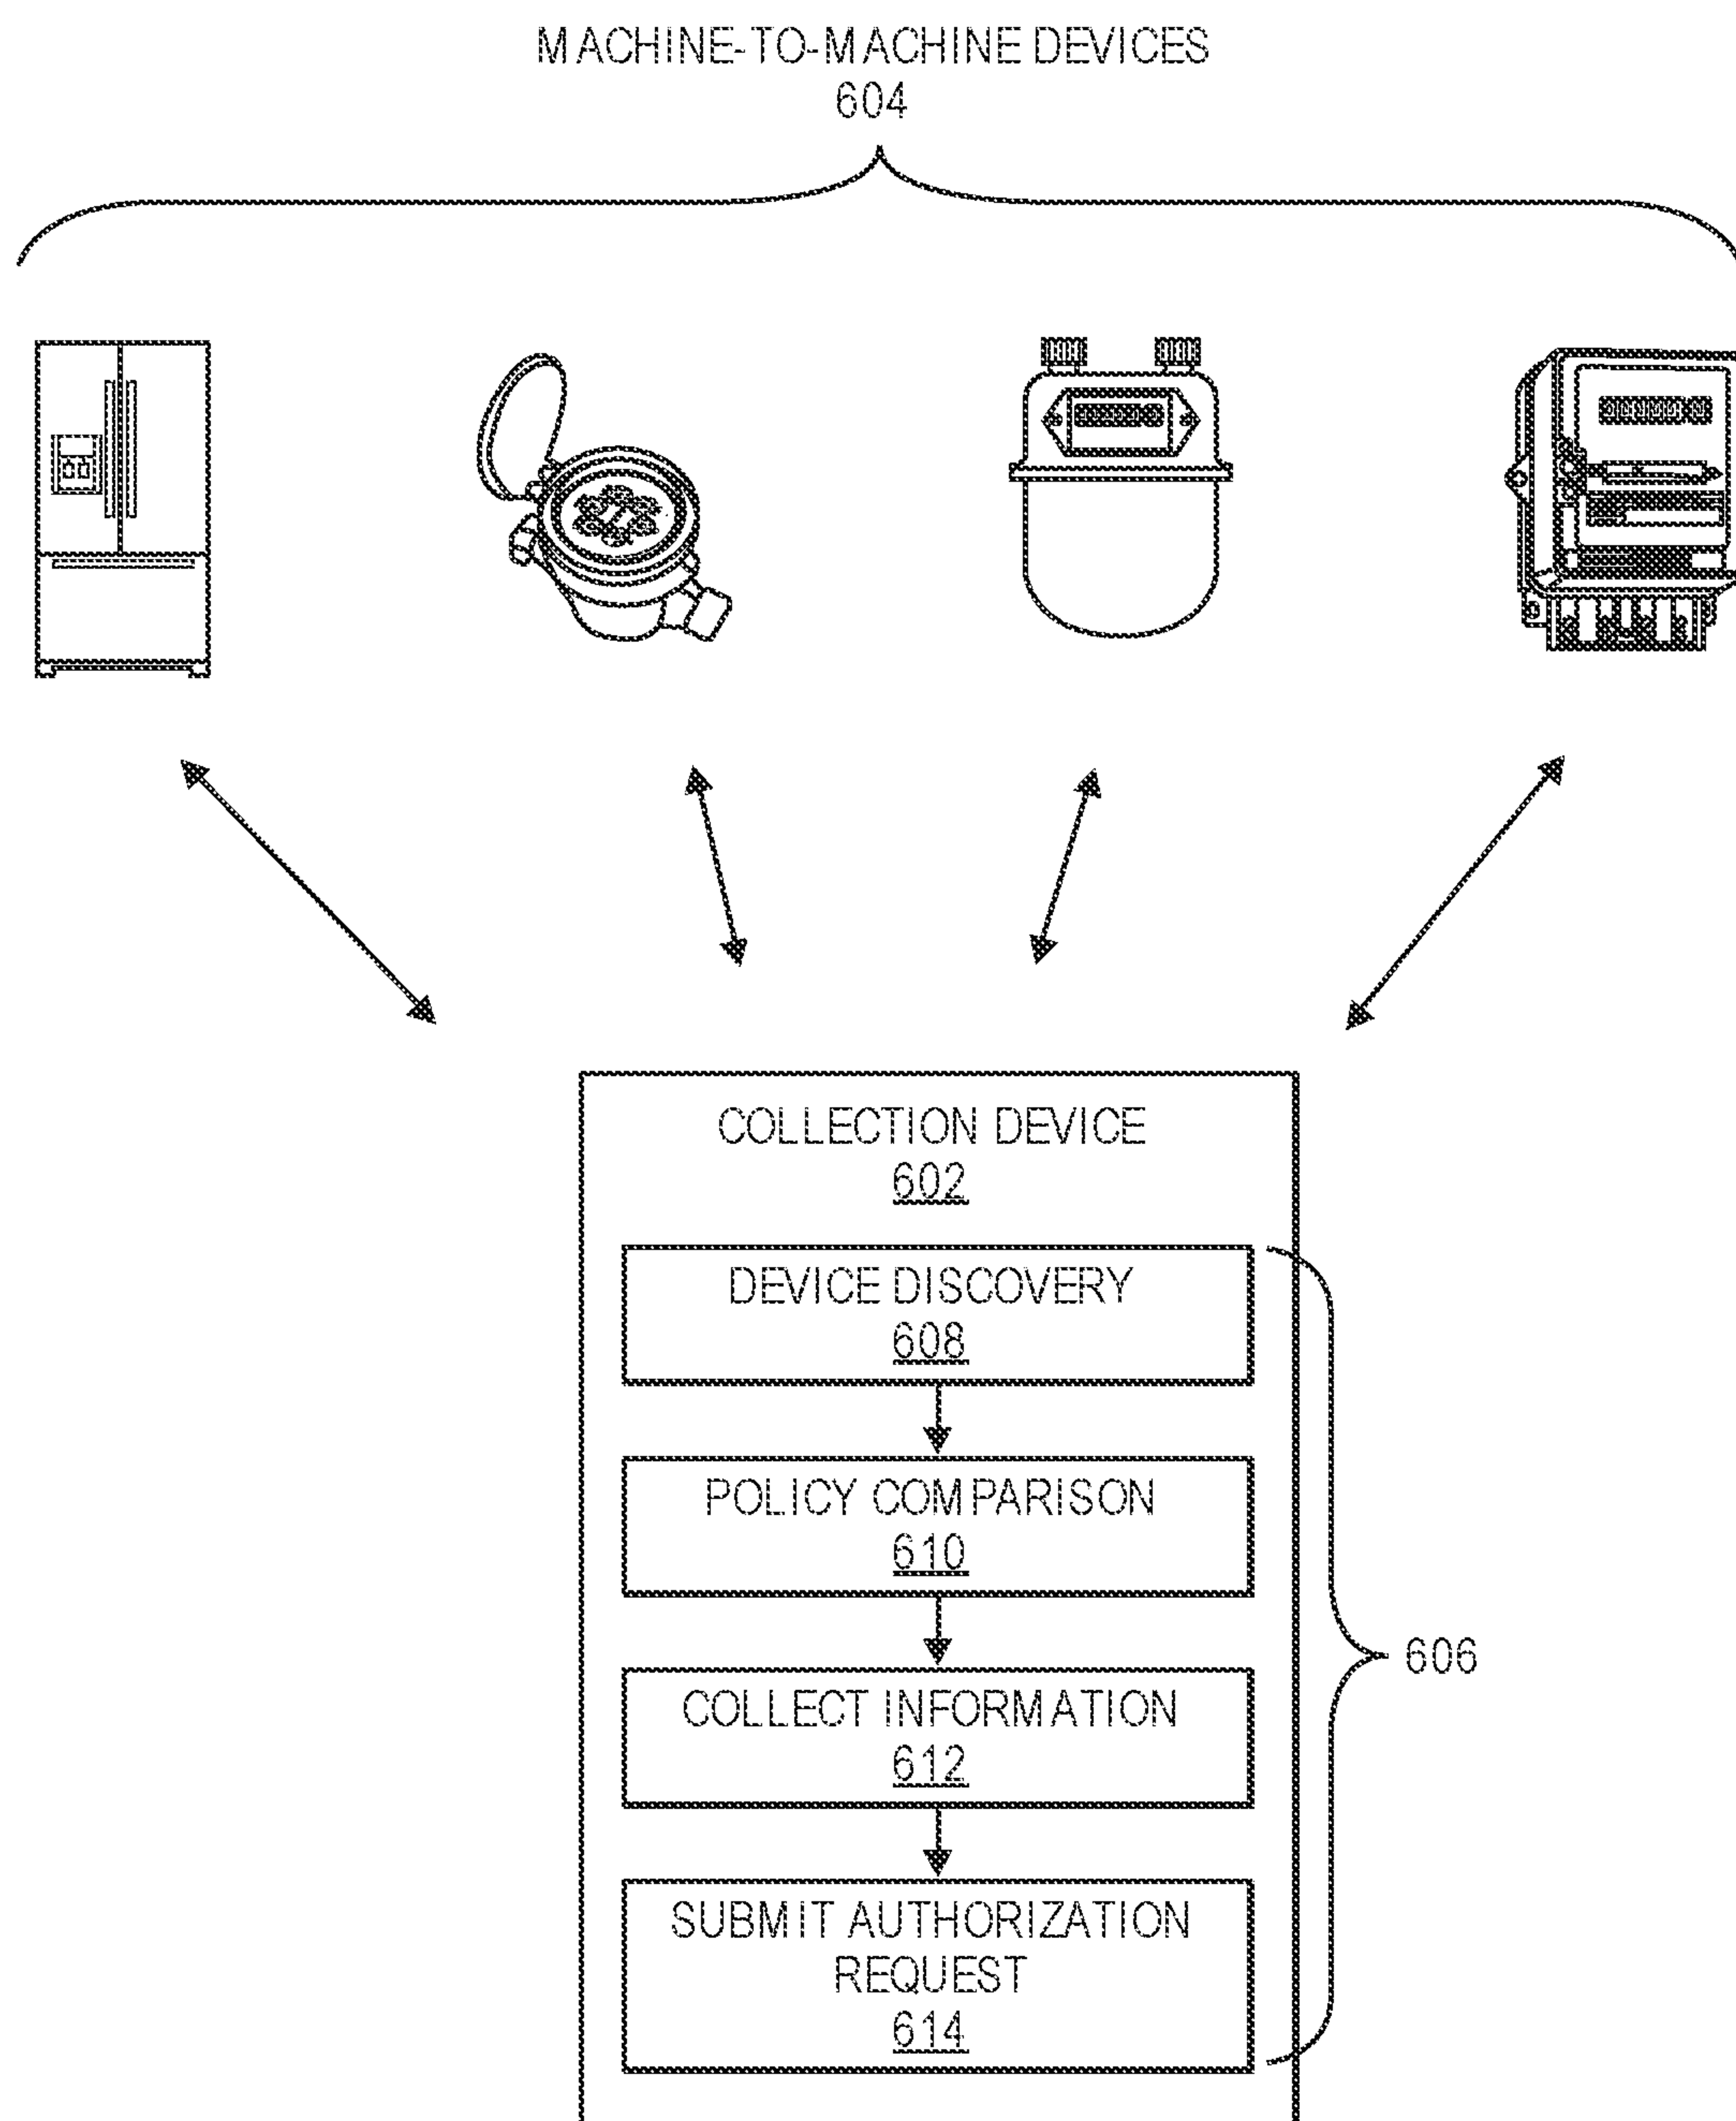 MACHINE-TO-MACHINE DEVICES
604
COLLECTION DEVICE
602
DEVICE DISCOVERY
608
POLICY COMPARISON
610
606
COLLECT INFORMATION
612
SUBMIT AUTHORIZATION
REQUEST
614